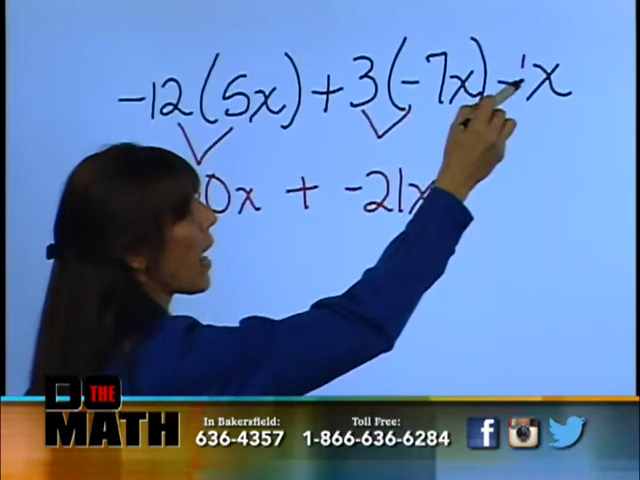 -12(5x) + 3(-7x) - 1x
0x + -21x
DO THE MATH
In Bakersfield:
636-4357
Toll Free:
1-866-636-6284